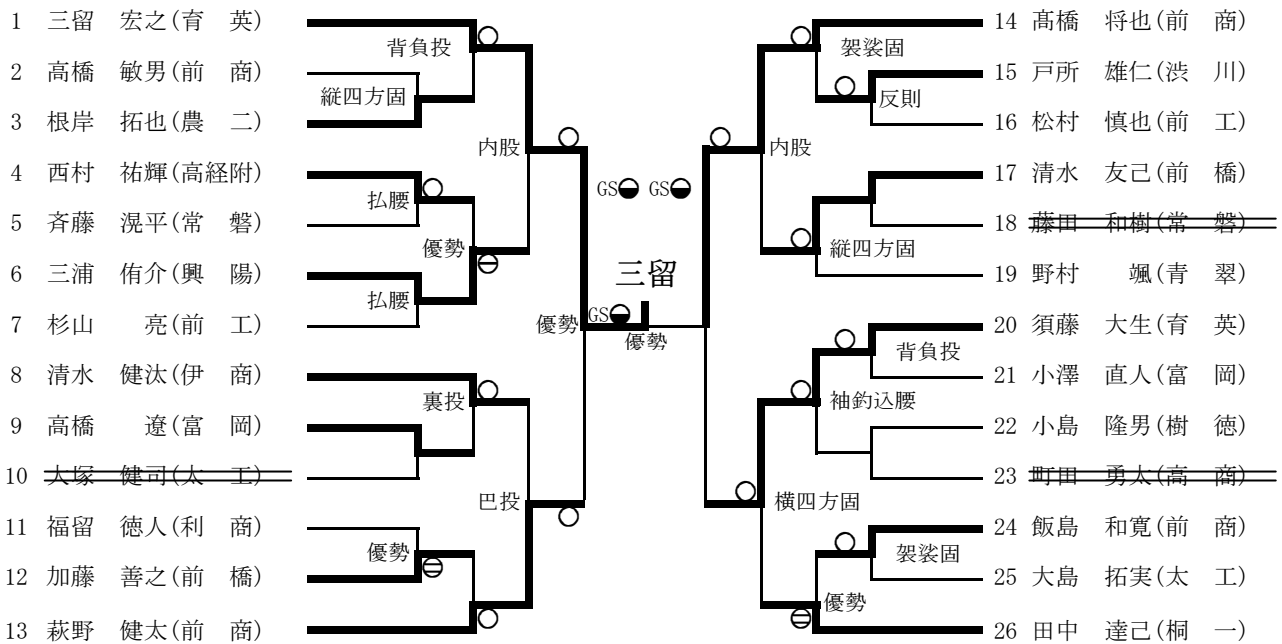 1 三留 宏之(育 英)
2 高橋 敏男(前 商)
3 根岸 拓也(農 二)
4 西村 祐輝(高経附)
5 斉藤 滉平(常 磐)
6 三浦 侑介(興 陽)
7 杉山 亮(前 工)
8 清水 健汰(伊 商)
9 高橋 遼(富 岡)
10 大塚 健司(太 工)
11 福留 徳人(利 商)
12 加藤 善之(前 橋)
13 萩野 健太(前 商)
背負投
縦四方固
内股
払腰
優勢
払腰
優勢
裏投
巴投
優勢
GS GS
三留
GS
優勢
袈裟固
反則
内股
縦四方固
背負投
袖釣込腰
横四方固
袈裟固
優勢
14 髙橋 将也(前 商)
15 戸所 雄仁(渋 川)
16 松村 慎也(前 工)
17 清水 友己(前 橋)
18 藤田 和樹(常 磐)
19 野村 颯(青 翠)
20 須藤 大生(育 英)
21 小澤 直人(富 岡)
22 小島 隆男(樹 徳)
23 町田 勇太(高 商)
24 飯島 和寛(前 商)
25 大島 拓実(太 工)
26 田中 達己(桐 一)